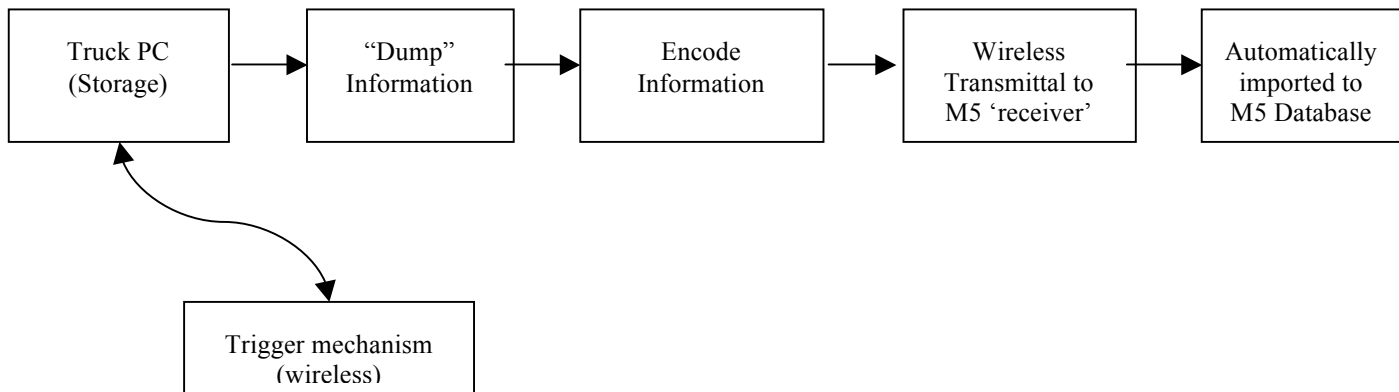 Truck PC
(Storage)
“Dump”
Information
Encode
Information
Wireless
Transmittal to
M5 ‘receiver’
Automatically
imported to
M5 Database
Trigger mechanism
(wireless)